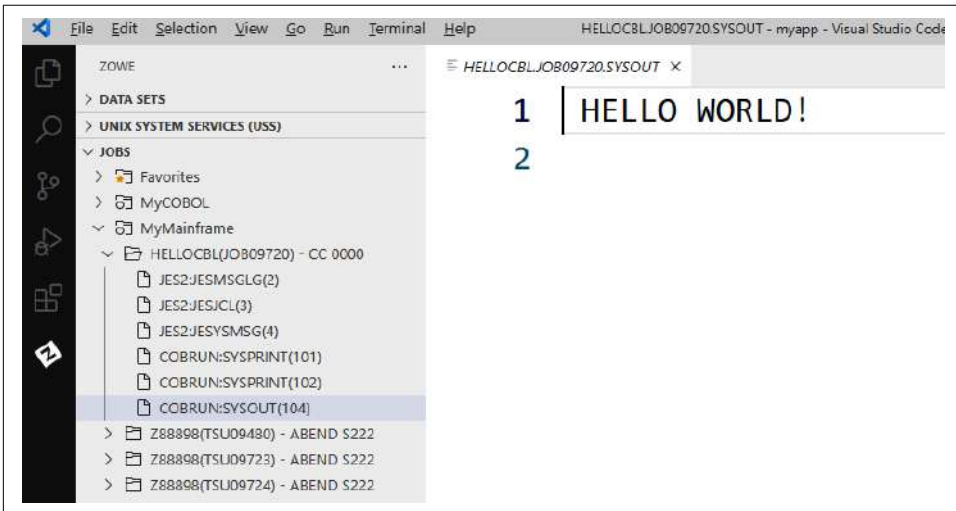 File Edit Selection View Go Run Terminal Help HELLOCBL.JOB09720.SYSOUT - myapp - Visual Studio Code
ZOWE ...
HELLOCBL.JOB09720.SYSOUT ×
> DATA SETS
> UNIX SYSTEM SERVICES (USS)
JOBS
> Favorites
> MyCOBOL
MyMainframe
HELLOCBL(JOB09720) - CC 0000
JES2:JESMSGLG(2)
JES2:JESJCL(3)
JES2:JESYSMSG(4)
COBRUN:SYSPRINT(101)
COBRUN:SYSPRINT(102)
COBRUN:SYSOUT(104)
> Z88898(TSU09480) - ABEND S222
> Z88898(TSU09723) - ABEND S222
> Z88898(TSU09724) - ABEND S222
1 HELLO WORLD!
2